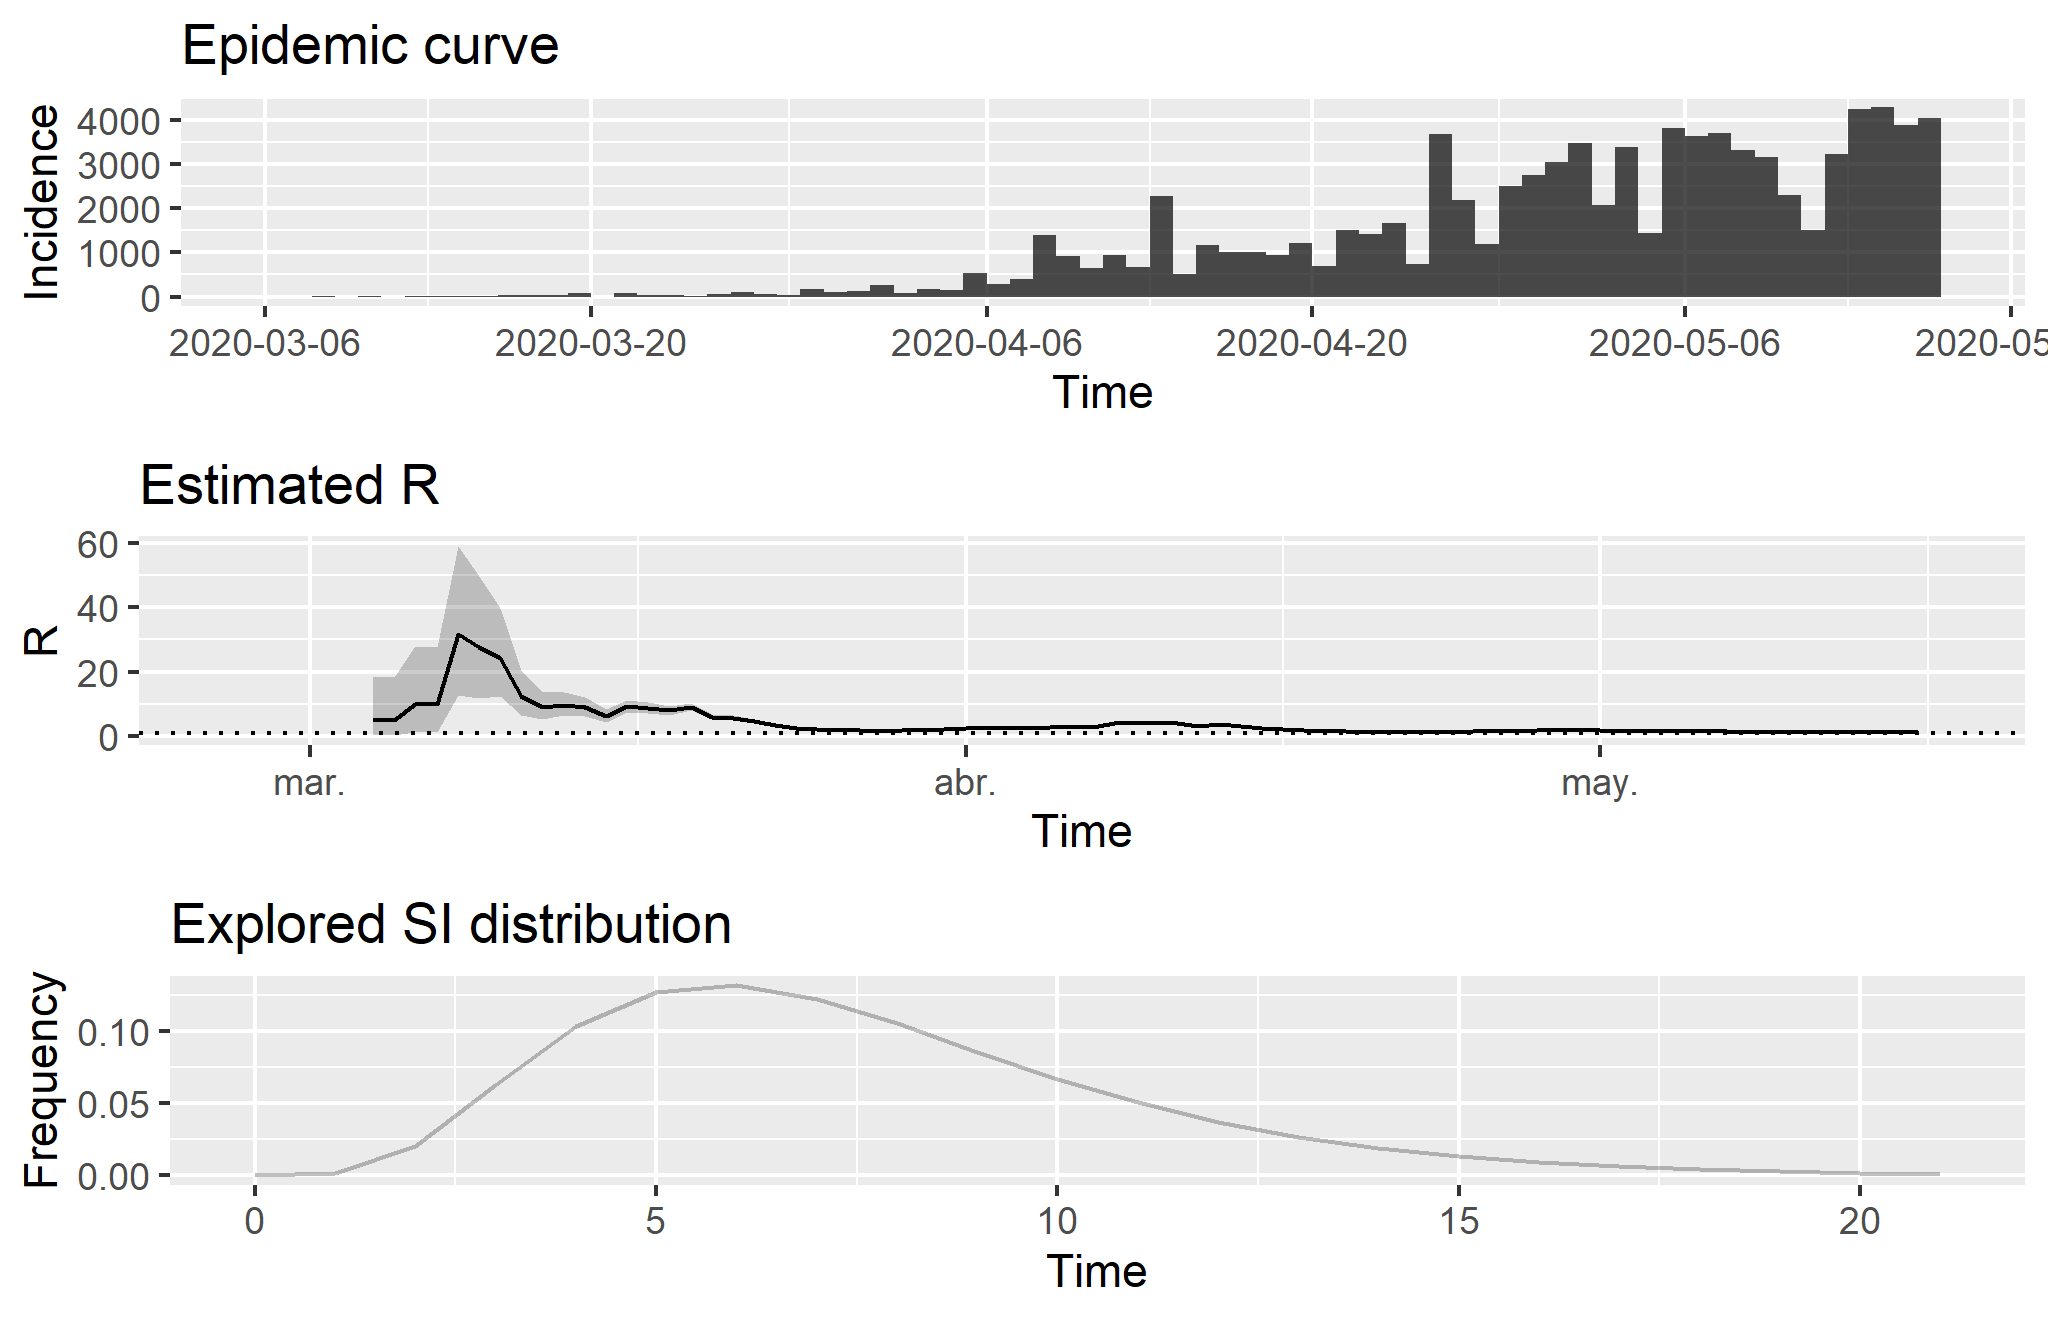 Epidemic curve
Incidence
4000
3000
2000
1000
0
2020-03-06 2020-03-20 2020-04-06 2020-04-20 2020-05-06 2020-05
Time
Estimated R
R
60
40
20
0
mar. abr. may.
Time
Explored SI distribution
Frequency
0.10
0.05
0.00
0 5 10 15 20
Time